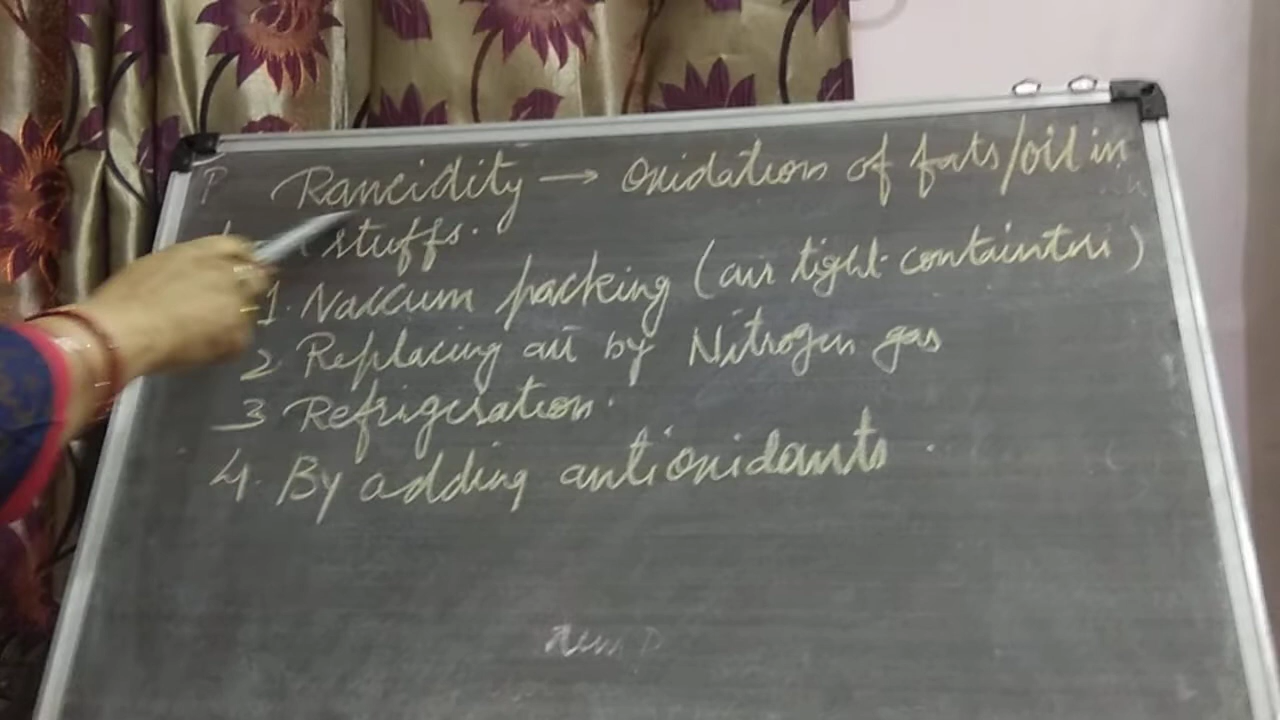 P Rancidity → Oxidation of fats/oil in
stuffs.
1. Vaccum packing (air tight containers)
2 Replacing air by Nitrogen gas
3 Refrigeration.
4. By adding antioxidants.